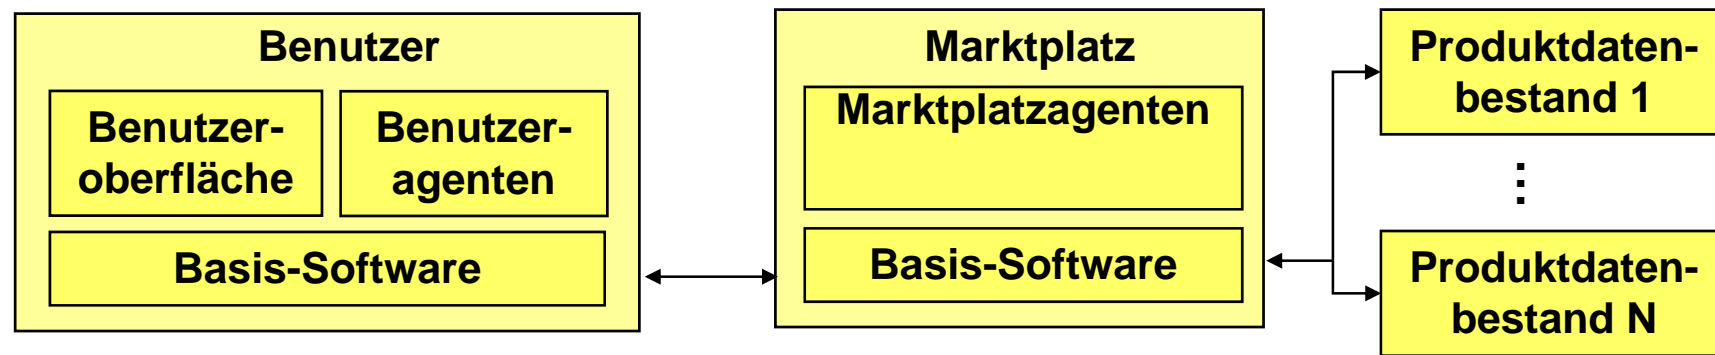 Benutzer
Benutzer-
oberfläche
Benutzer-
agenten
Basis-Software
Marktplatz
Marktplatzagenten
Basis-Software
Produktdaten-
bestand 1
...
Produktdaten-
bestand N